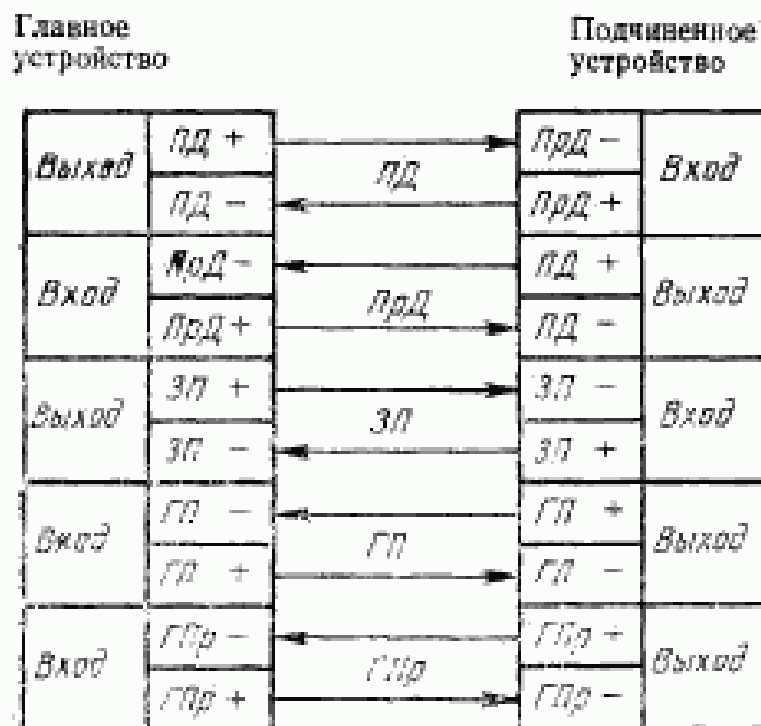 Главное устройство
Подчиненное устройство
Выход
ПД +
ПД -
ПД
ПрД -
ПрД +
Вход
Вход
ПрД -
ПрД +
ПрД
ПД +
ПД -
Выход
Выход
ЗП +
ЗП -
ЗП
ЗП -
ЗП +
Вход
Вход
ГП -
ГП +
ГП
ГП +
ГП -
Выход
Вход
ГПр -
ГПр +
ГПр
ГПр +
ГПр -
Выход